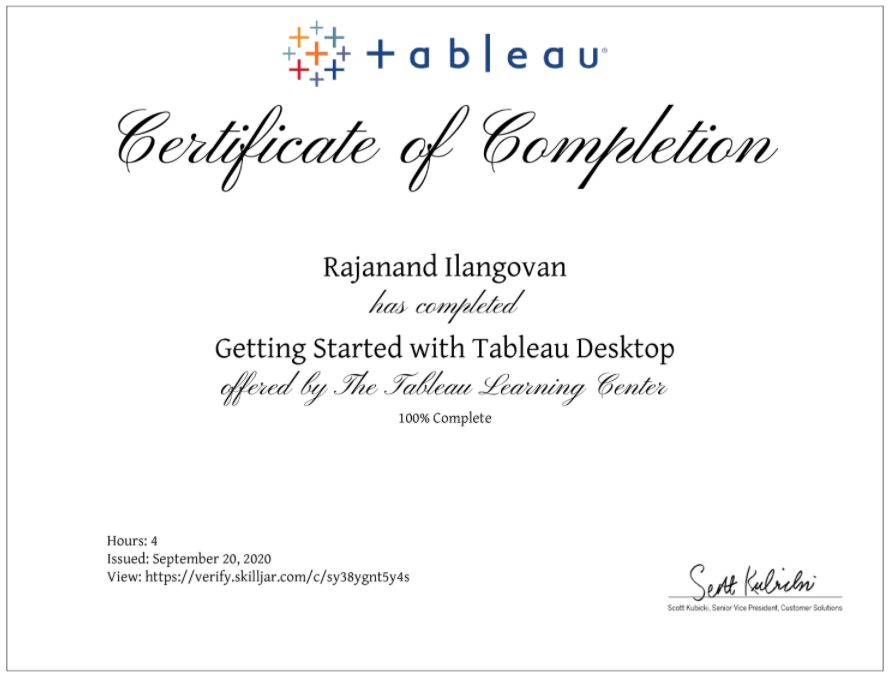 tableau®
Certificate of Completion
Rajanand Ilangovan
has completed
Getting Started with Tableau Desktop
offered by The Tableau Learning Center
100% Complete
Hours: 4
Issued: September 20, 2020
View: https://verify.skilljar.com/c/sy38ygnt5y4s
Scott Kubicki
Scott Kubicki, Senior Vice President, Customer Solutions